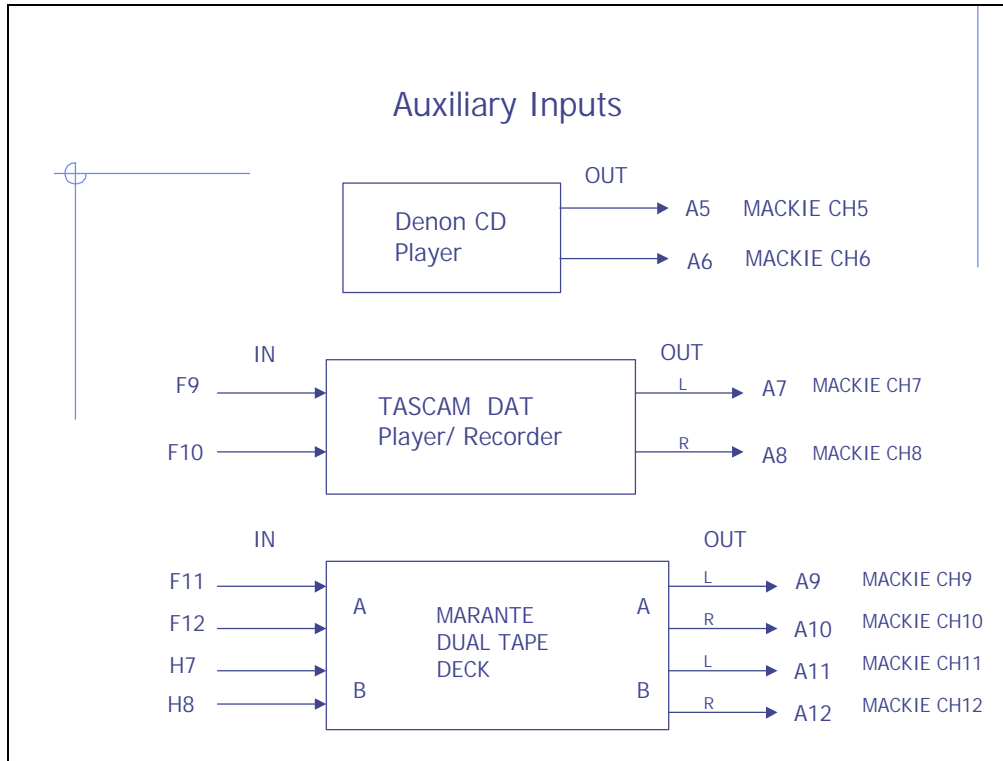 Auxiliary Inputs
OUT
Denon CD
Player
A5 MACKIE CH5
A6 MACKIE CH6
IN
OUT
F9
F10
TASCAM DAT
Player/ Recorder
L
R
A7 MACKIE CH7
A8 MACKIE CH8
IN
OUT
F11
F12
H7
H8
A
B
MARANTE
DUAL TAPE
DECK
A
B
L
R
L
R
A9 MACKIE CH9
A10 MACKIE CH10
A11 MACKIE CH11
A12 MACKIE CH12